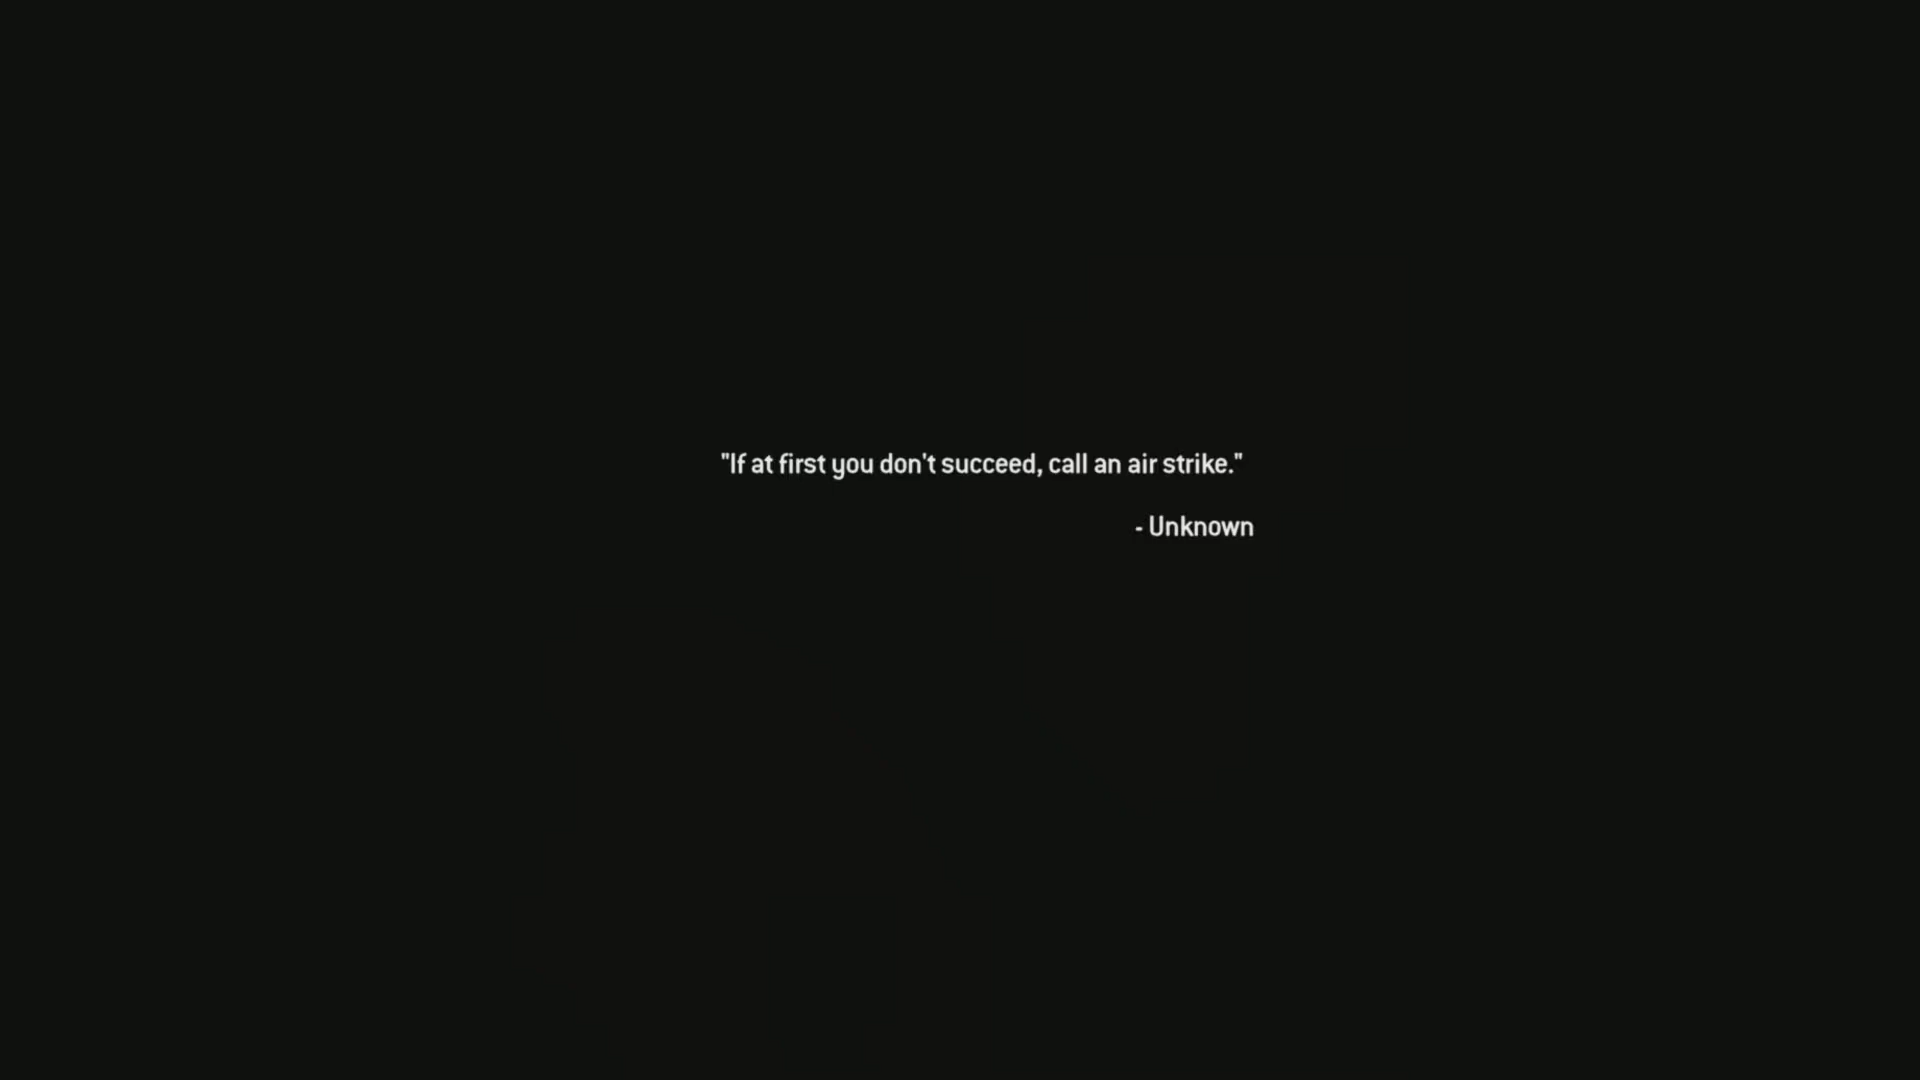 "If at first you don't succeed, call an air strike."
- Unknown